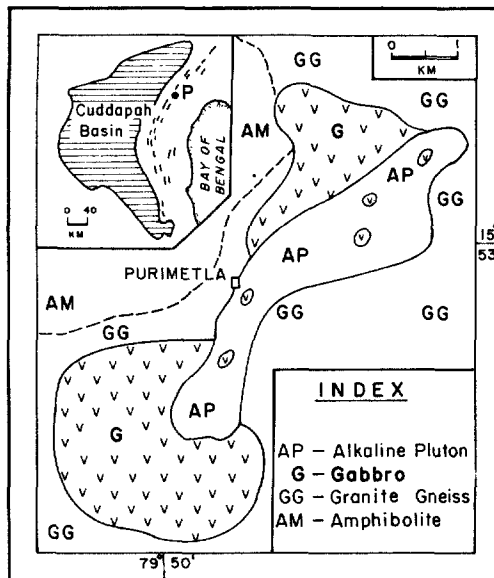 Cuddapah
Basin
P
BAY OF
BENGAL
0 40
KM
0 1
KM
GG
GG
AM
G
AP
GG
AP
15°
53'
PURIMETLA
AM
GG
GG
GG
AP
G
GG
INDEX
AP – Alkaline Pluton
G – Gabbro
GG – Granite Gneiss
AM – Amphibolite
79° 50'